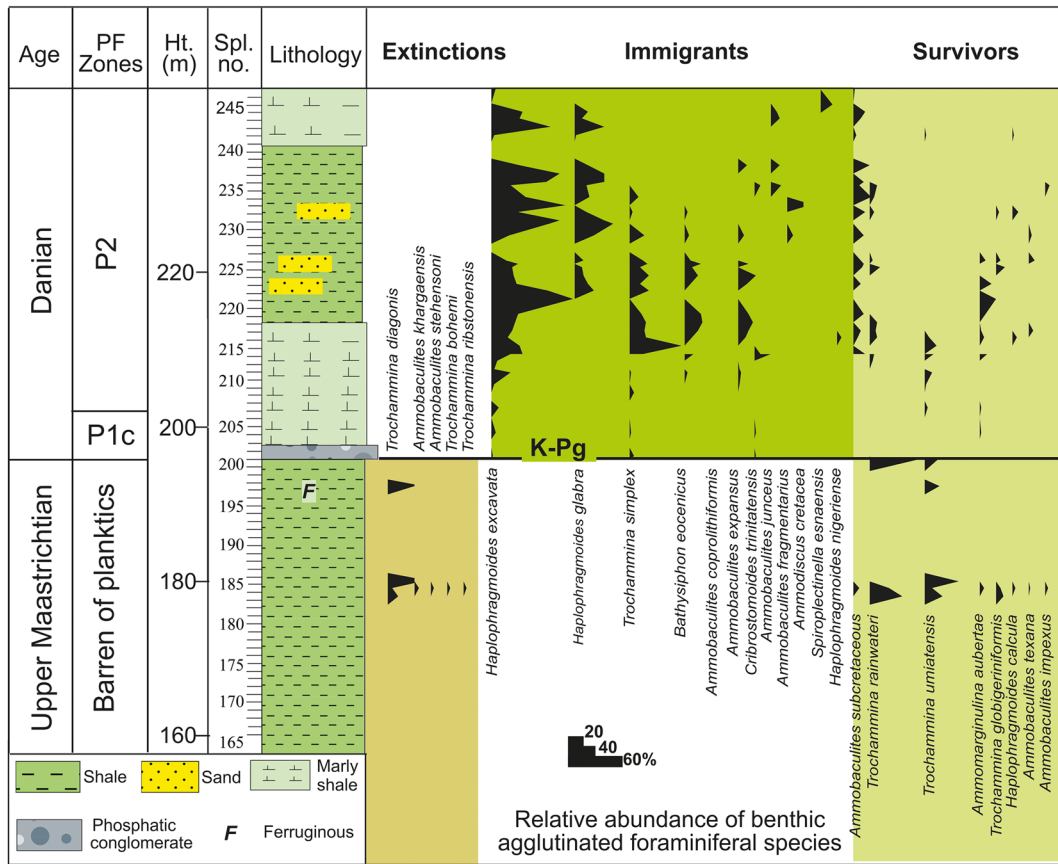 Age
PF
Zones
Ht.
(m)
Spl.
no.
Lithology
Extinctions
Immigrants
Survivors
Danian
P2
P1c
Upper Maastrichtian
Barren of planktics
220
200
180
160
245
240
235
230
225
220
215
210
205
200
195
190
185
180
175
170
165
F
Trochammina diagonis
Ammobaculites khargaensis
Ammobaculites stehensoni
Trochammina bohemi
Trochammina ribstonensis
K-Pg
Haplophragmoides excavata
Haplophragmoides glabra
Trochammina simplex
Bathysiphon eocenicus
Ammobaculites coprolithiformis
Ammobaculites expansus
Cribrostomoides trinitatensis
Ammobaculites junceus
Ammobaculites fragmentarius
Ammodiscus cretacea
Spiroplectinella esnaensis
Haplophragmoides nigeriense
Ammobaculites subcretaceous
Trochammina rainwateri
Trochammina umiatensis
Ammomarginulina aubertae
Trochammina globigeriniformis
Haplophragmoides calcula
Ammobaculites texana
Ammobaculites impexus
20
40
60%
Relative abundance of benthic
agglutinated foraminiferal species
Shale
Sand
Marly
shale
Phosphatic
conglomerate
F Ferruginous